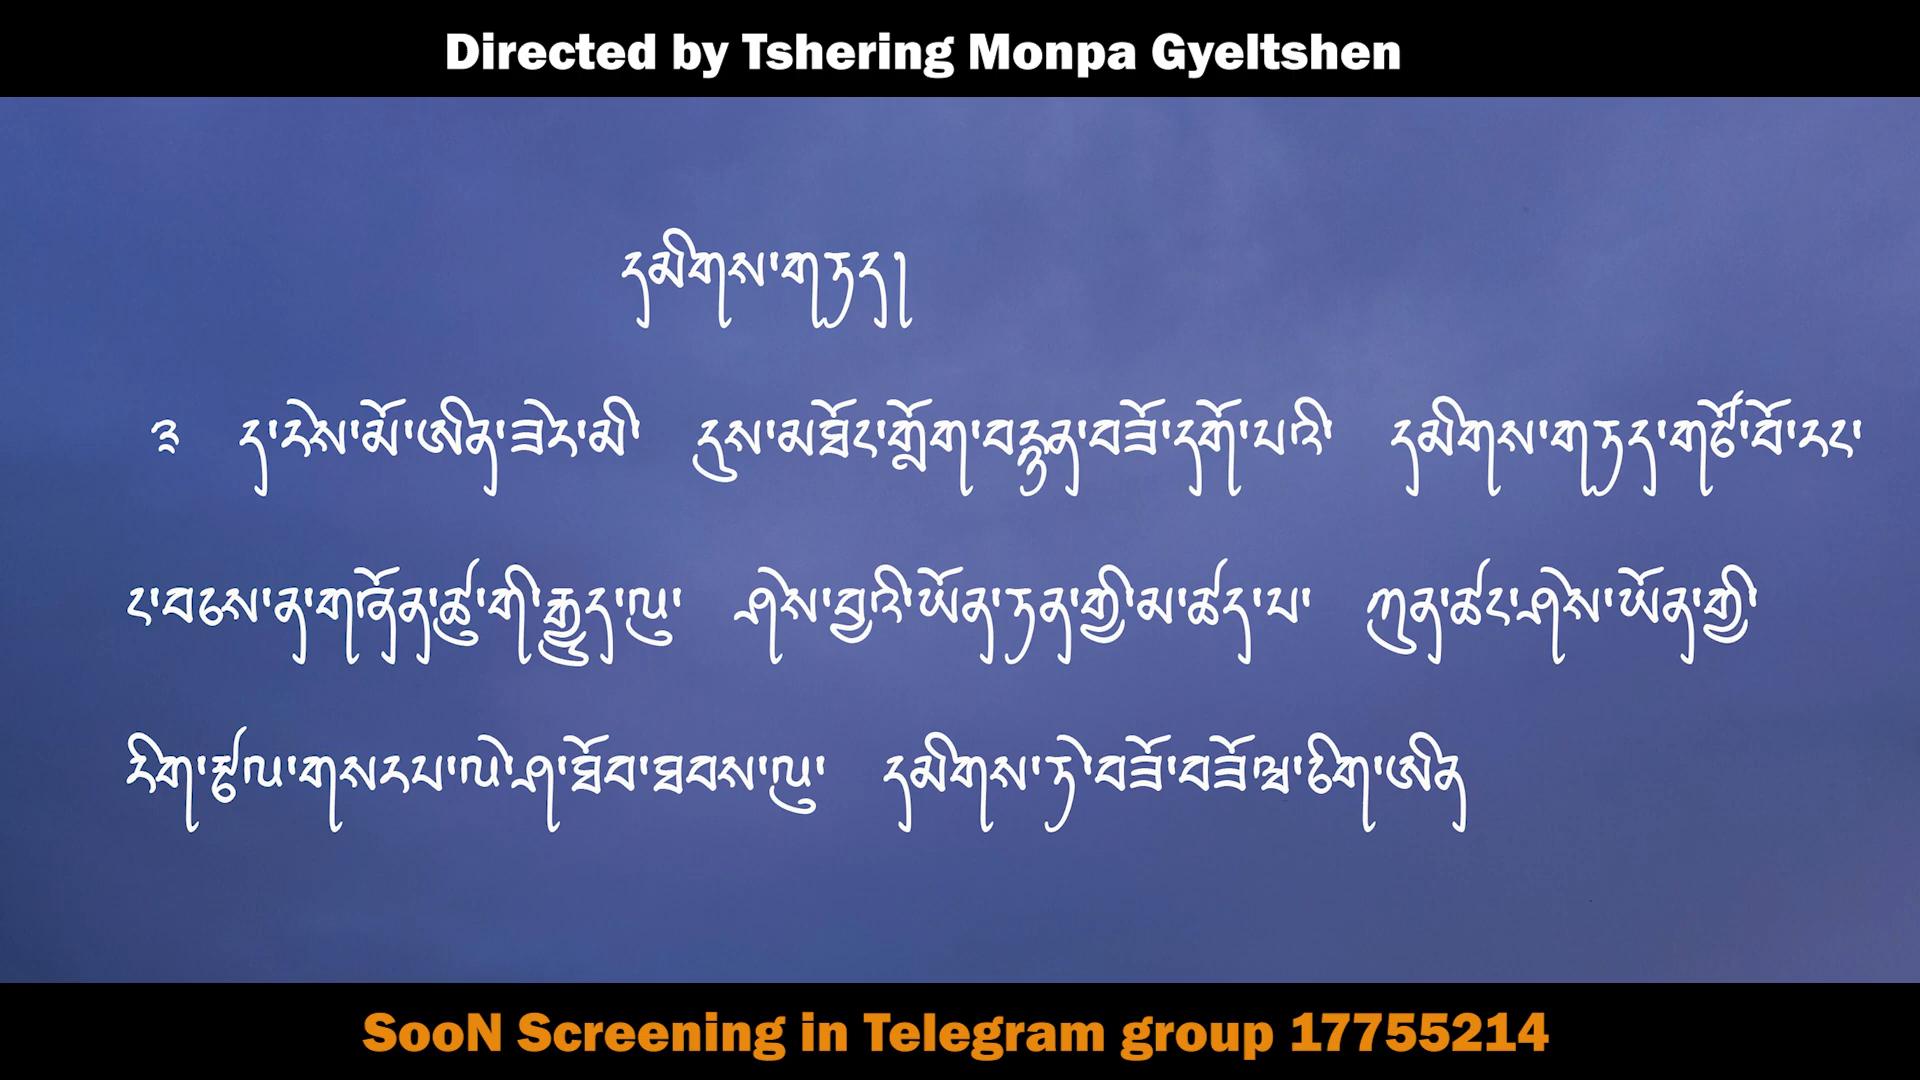 Directed by Tshering Monpa Gyeltshen
དམིགས་གཏད།
༣ ད་རེས་མོ་ཨིན་ཟེར་མི དུས་མཐོང་གློག་བརྙན་བཟོ་དགོ་པའི དམིགས་གཏད་གཙོ་བོ་རང་
ང་བཅས་ན་གཞོན་ཚུ་གི་རྒྱུད་ལུ་ ཤེས་བྱའི་ཡོན་ཏན་གྱི་མ་ཚད་པ་ ཀུན་ཚང་ཤེས་ཡོན་གྱི
རིག་རྩལ་གསརཔ་ལེ་ཤ་ཐོབ་ཐབས་ལུ་ དམིགས་ཏེ་བཟོ་བཟོཝ་ཅིག་ཨིན
SooN Screening in Telegram group 17755214